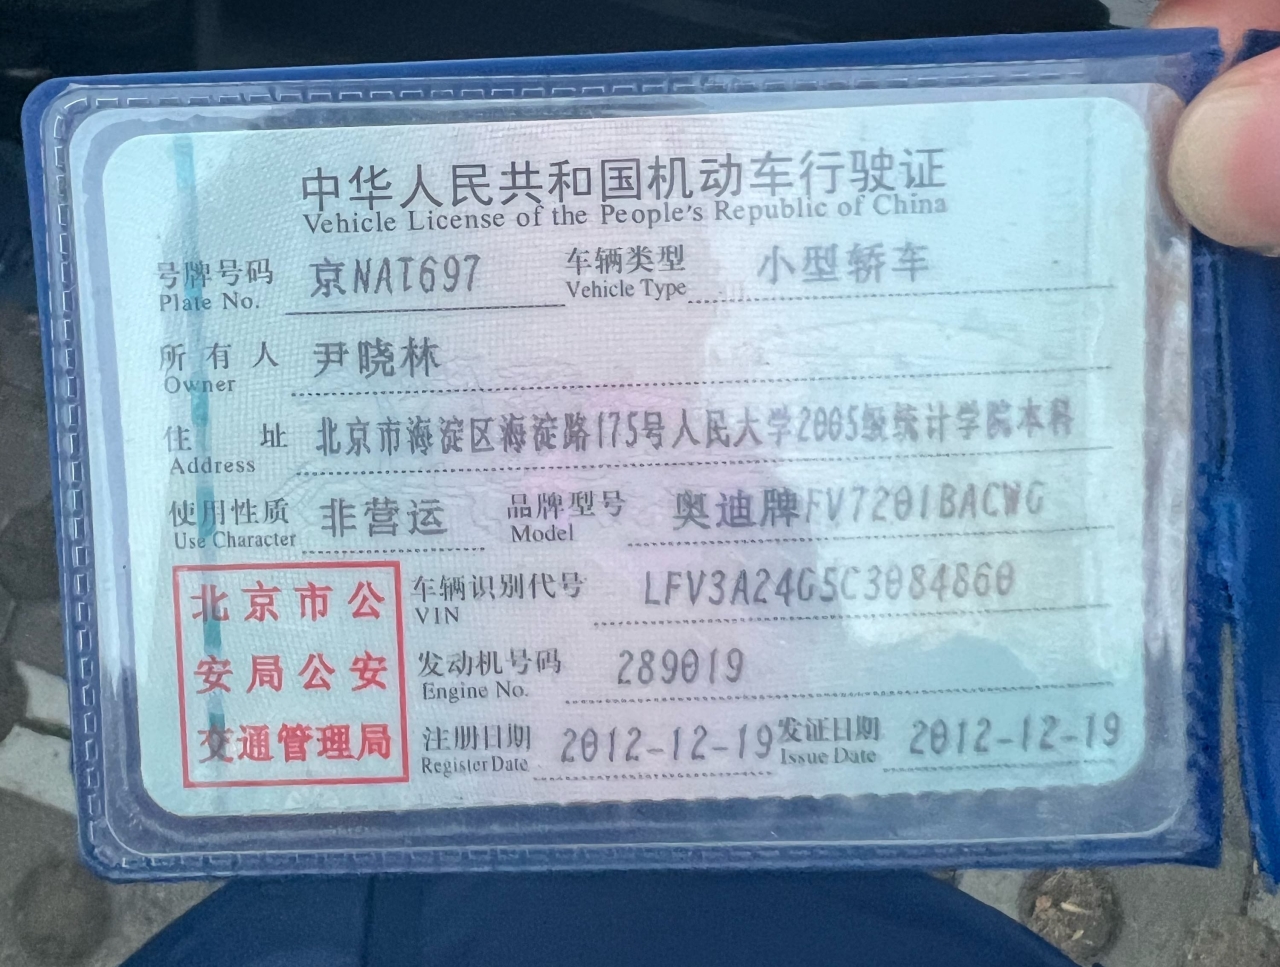 中华人民共和国机动车行驶证
Vehicle License of the People's Republic of China
号牌号码 京NAT697 车辆类型 小型轿车
Plate No. Vehicle Type
所有人 尹晓林
Owner
住址 北京市海淀区海淀路175号人民大学2005级统计学院本科
Address
使用性质 非营运 品牌型号 奥迪牌FV7201BACWG
Use Character Model
车辆识别代号 LFV3A24G5C3084860
VIN
发动机号码 289019
Engine No.
注册日期 2012-12-19 发证日期 2012-12-19
Register Date Issue Date
北京市公
安局公安
交通管理局